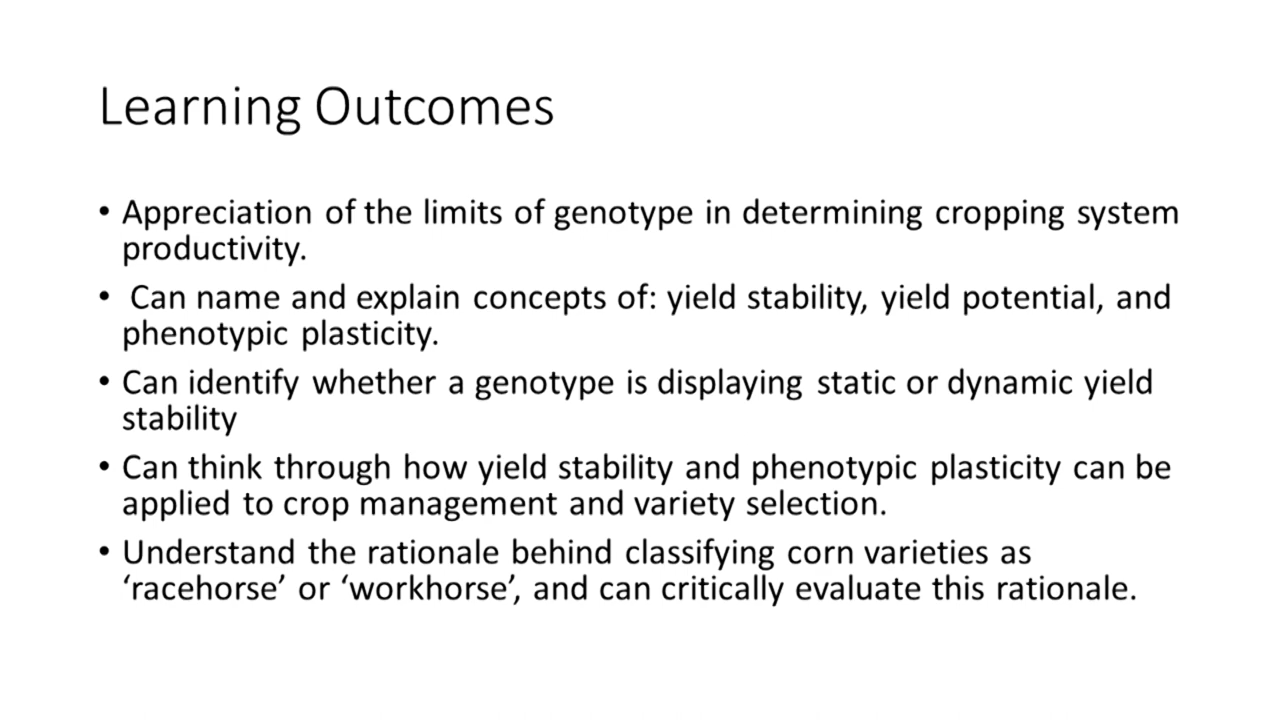 Learning Outcomes
• Appreciation of the limits of genotype in determining cropping system
productivity.
• Can name and explain concepts of: yield stability, yield potential, and
phenotypic plasticity.
• Can identify whether a genotype is displaying static or dynamic yield
stability
• Can think through how yield stability and phenotypic plasticity can be
applied to crop management and variety selection.
• Understand the rationale behind classifying corn varieties as
‘racehorse’ or ‘workhorse’, and can critically evaluate this rationale.